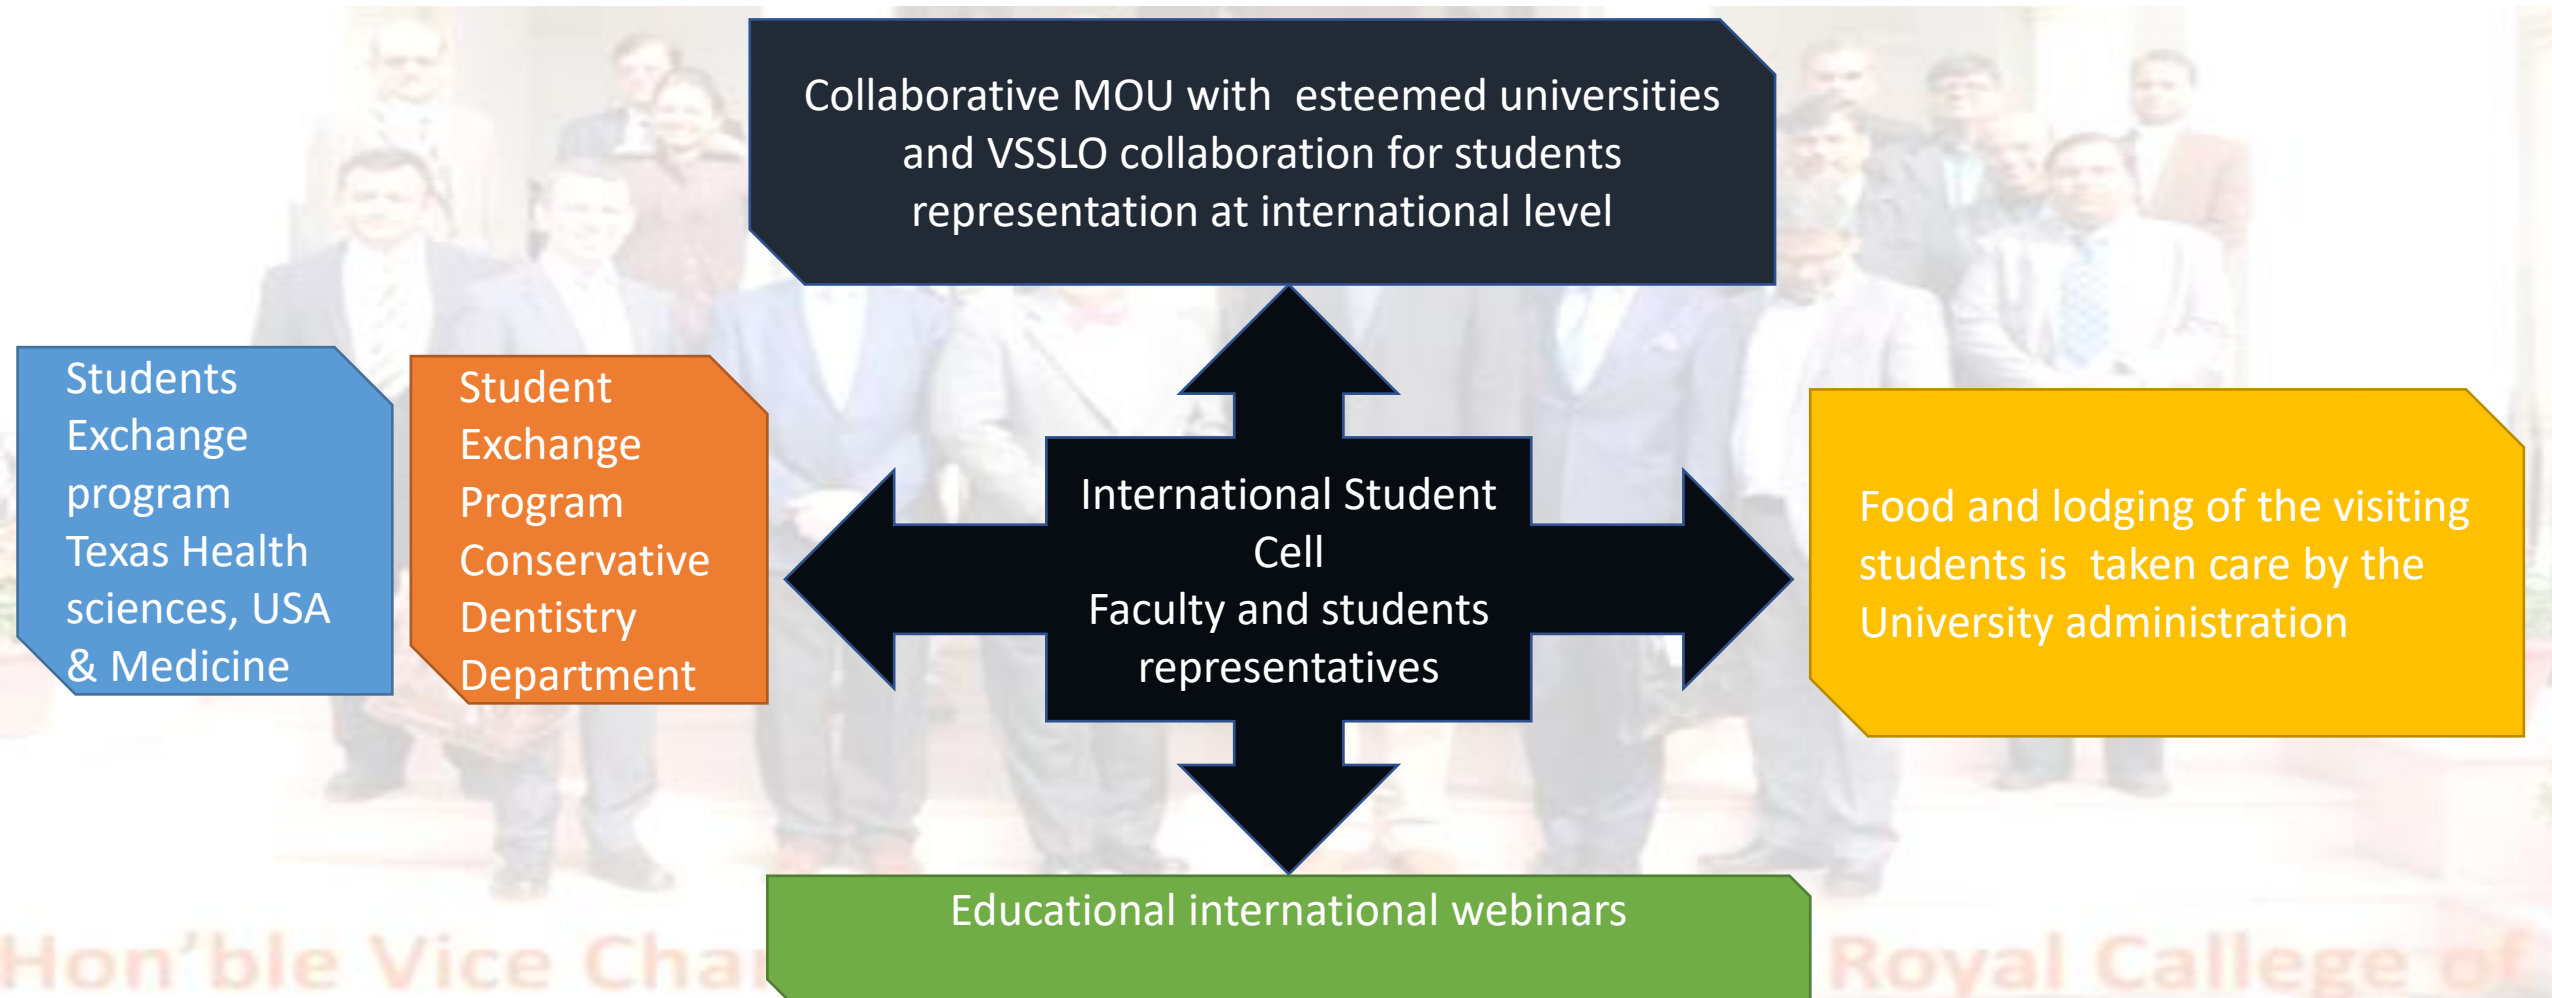 Collaborative MOU with  esteemed universities
and VSSLO collaboration for students
representation at international level
Students
Exchange
program
Texas Health
sciences, USA
& Medicine
Student
Exchange
Program
Conservative
Dentistry
Department
International Student
Cell
Faculty and students
representatives
Food and lodging of the visiting
students is  taken care by the
University administration
Educational international webinars
Hon'ble Vice
Royal Callege of